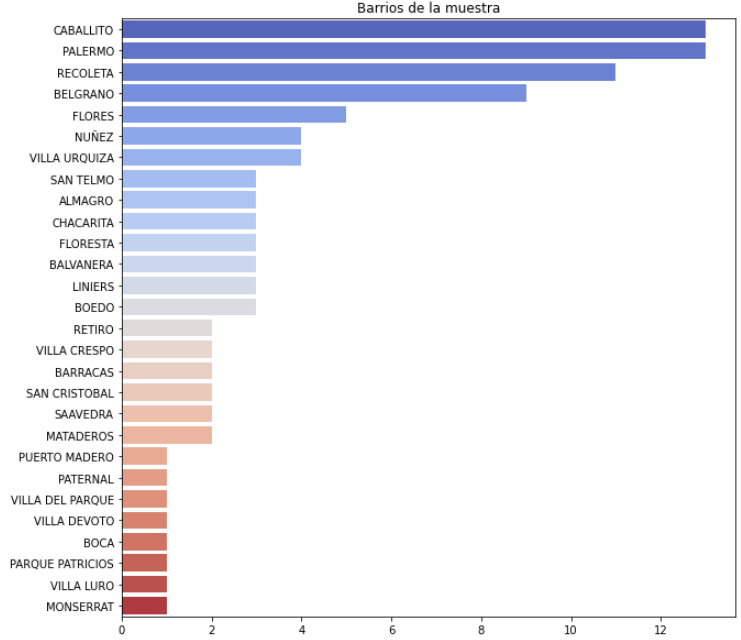 Barrios de la muestra
CABALLITO
PALERMO
RECOLETA
BELGRANO
FLORES
NUÑEZ
VILLA URQUIZA
SAN TELMO
ALMAGRO
CHACARITA
FLORESTA
BALVANERA
LINIERS
BOEDO
RETIRO
VILLA CRESPO
BARRACAS
SAN CRISTOBAL
SAAVEDRA
MATADEROS
PUERTO MADERO
PATERNAL
VILLA DEL PARQUE
VILLA DEVOTO
BOCA
PARQUE PATRICIOS
VILLA LURO
MONSERRAT
0 2 4 6 8 10 12